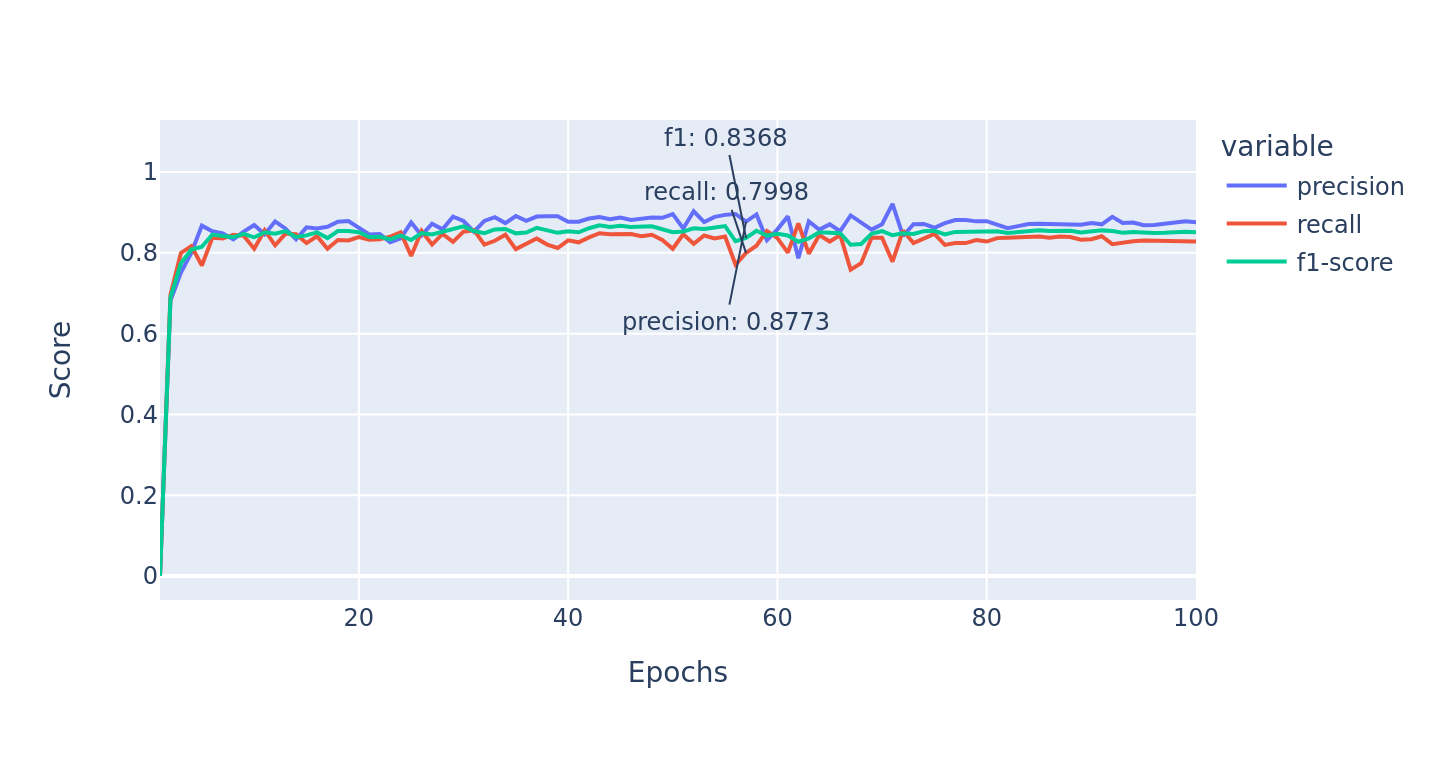 f1: 0.8368
recall: 0.7998
precision: 0.8773
1
0.8
0.6
0.4
0.2
0
Score
20
40
60
80
100
Epochs
variable
precision
recall
f1-score